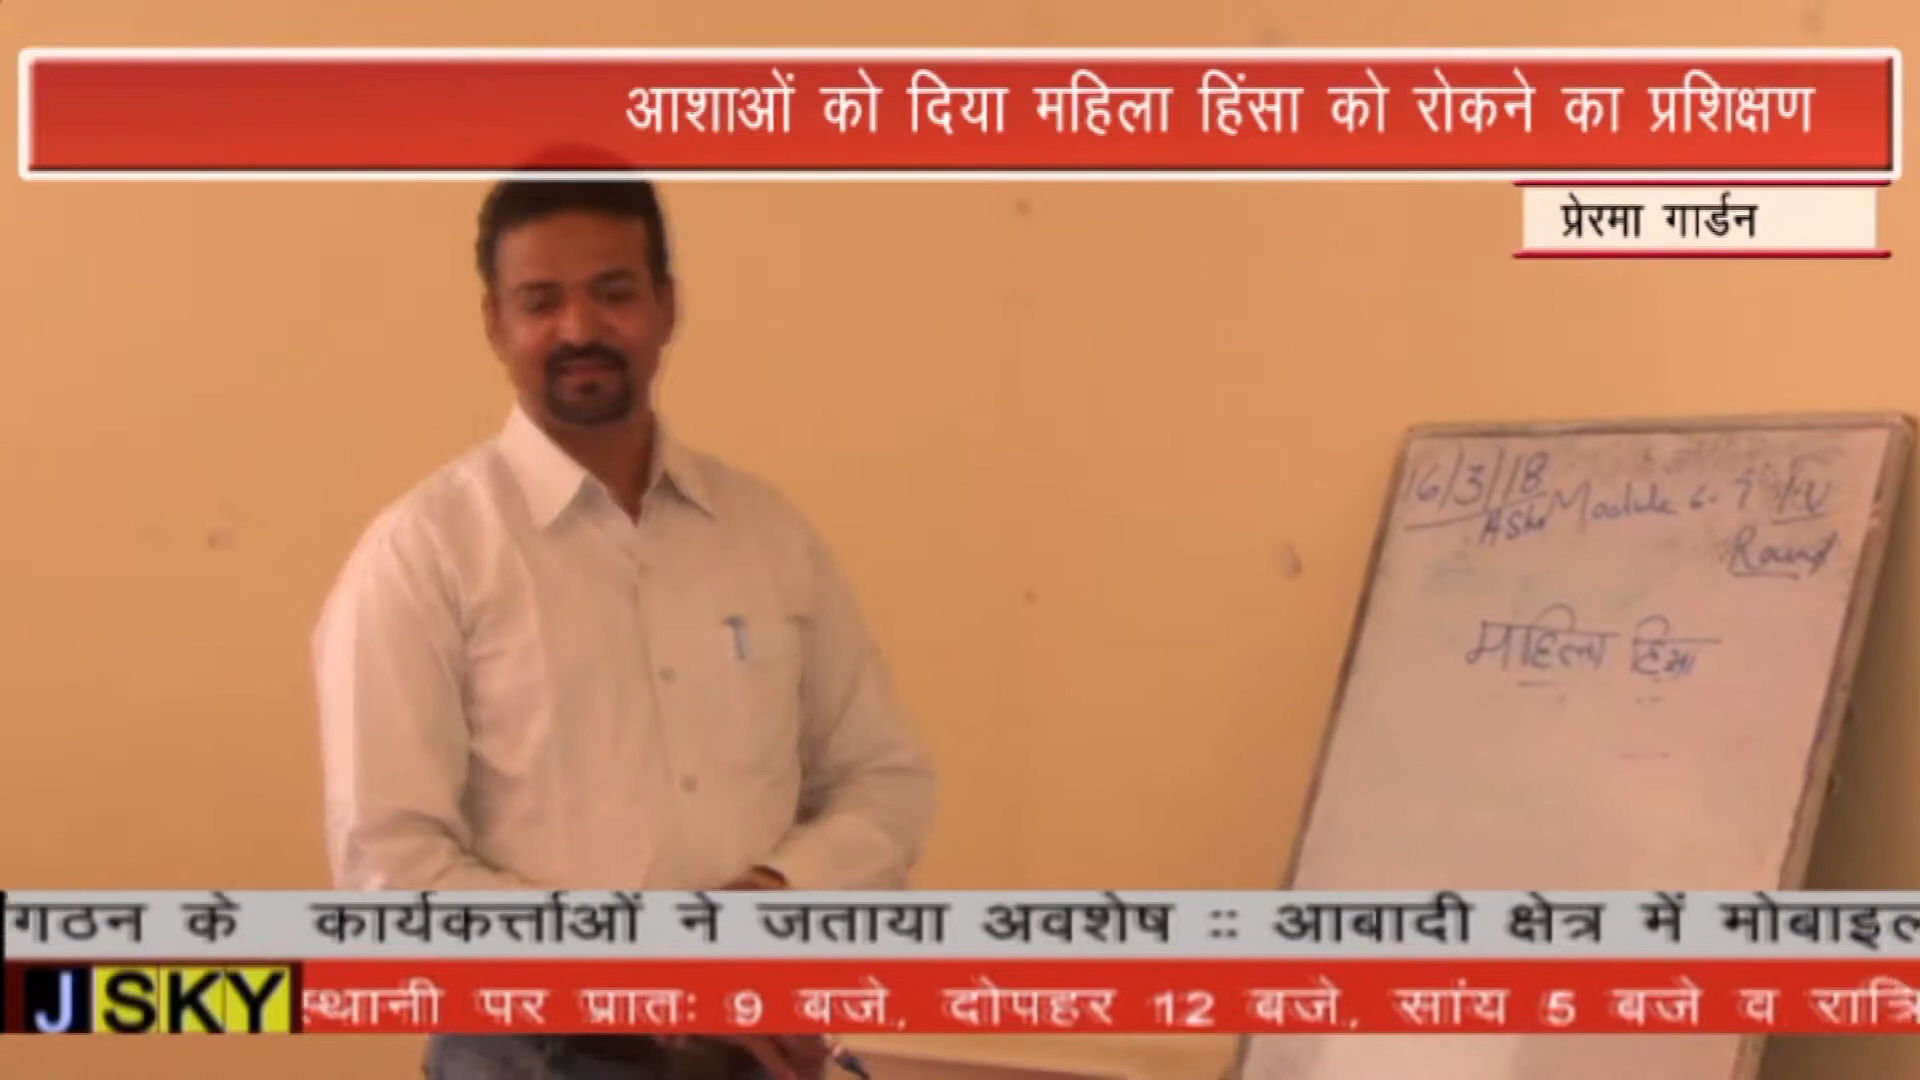 आशाओं को दिया महिला हिंसा को रोकने का प्रशिक्षण
प्रेरमा गार्डन
16/3/18
Module 6-7
Round
महिला हिंसा
गठन के कार्यकर्त्ताओं ने जताया अवशेष :: आबादी क्षेत्र में मोबाइल
JSKY
स्थानी पर प्रातः 9 बजे, दोपहर 12 बजे, सांय 5 बजे व रात्रि